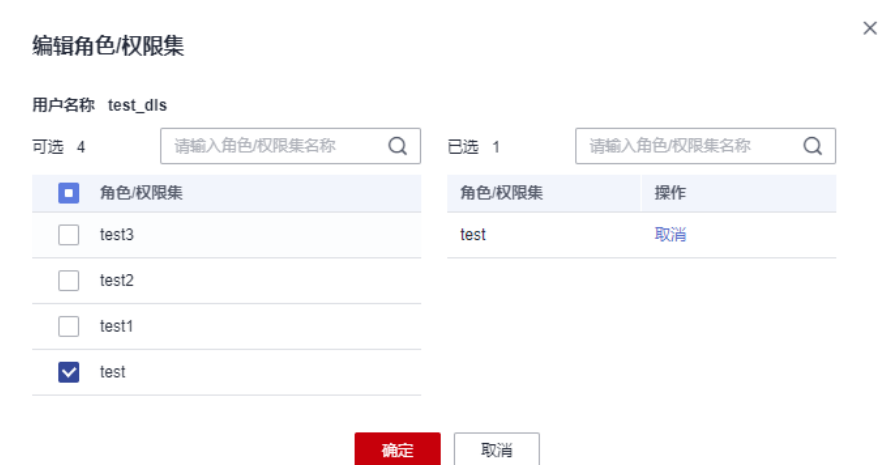 编辑角色/权限集
用户名称 test_dls
可选 4 请输入角色/权限集名称
已选 1 请输入角色/权限集名称
角色/权限集
test3
test2
test1
test
角色/权限集 操作
test 取消
确定 取消